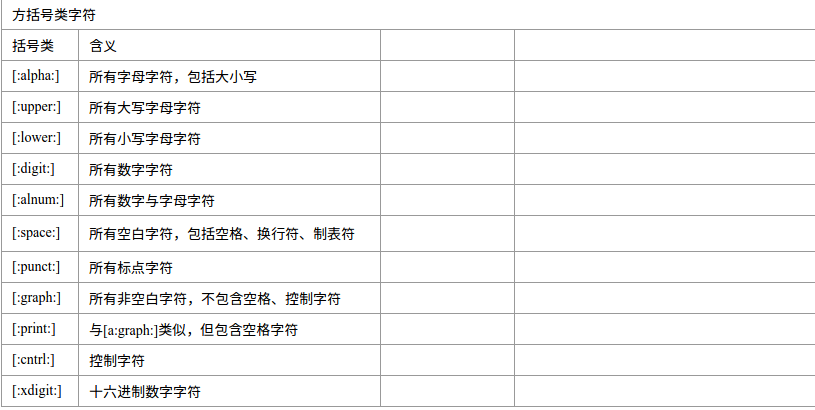 方括号类字符
括号类 含义
[:alpha:] 所有字母字符，包括大小写
[:upper:] 所有大写字母字符
[:lower:] 所有小写字母字符
[:digit:] 所有数字字符
[:alnum:] 所有数字与字母字符
[:space:] 所有空白字符，包括空格、换行符、制表符
[:punct:] 所有标点字符
[:graph:] 所有非空白字符，不包含空格、控制字符
[:print:] 与[a:graph:]类似，但包含空格字符
[:cntrl:] 控制字符
[:xdigit:] 十六进制数字字符